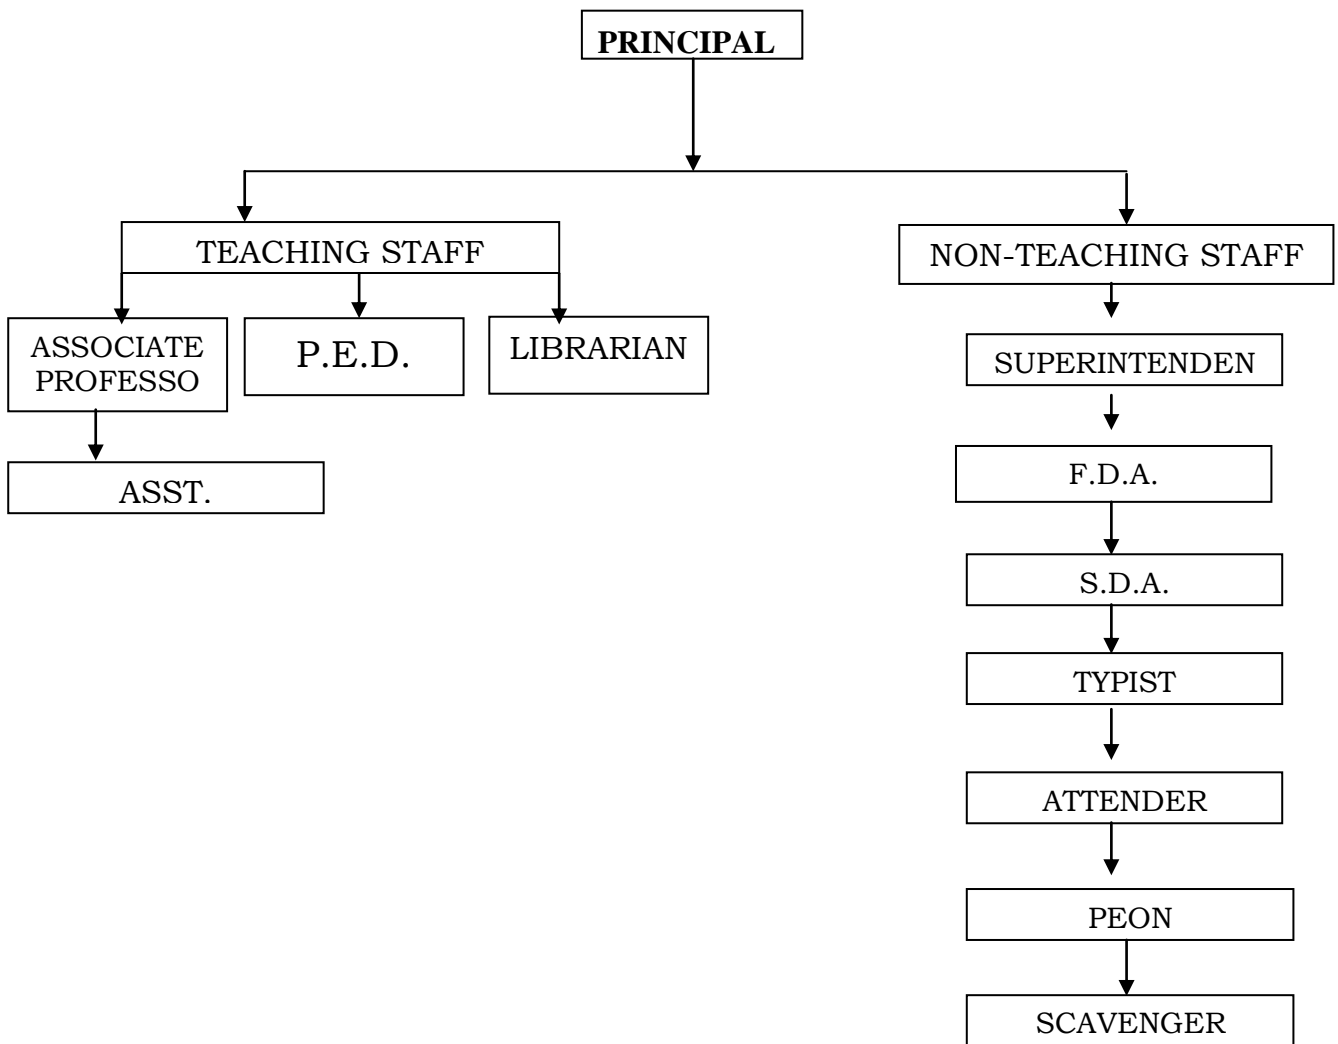 PRINCIPAL
TEACHING STAFF
NON-TEACHING STAFF
ASSOCIATE
PROFESSO
P.E.D.
LIBRARIAN
SUPERINTENDEN
ASST.
F.D.A.
S.D.A.
TYPIST
ATTENDER
PEON
SCAVENGER